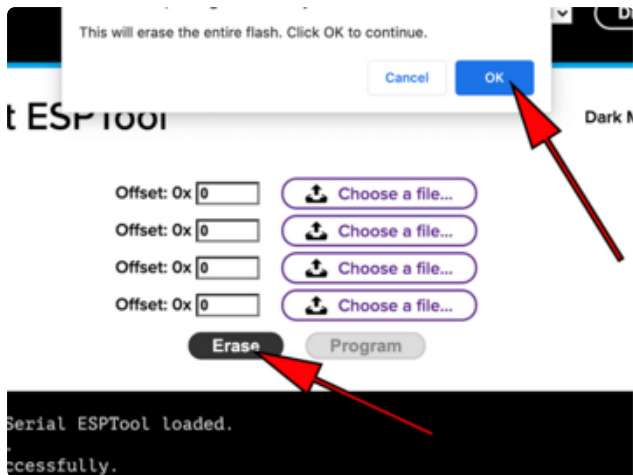 This will erase the entire flash. Click OK to continue.
Cancel OK
t ESPTool
Dark M
Offset: 0x 0 Choose a file...
Offset: 0x 0 Choose a file...
Offset: 0x 0 Choose a file...
Offset: 0x 0 Choose a file...
Erase Program
Serial ESPTool loaded.
ccessfully.